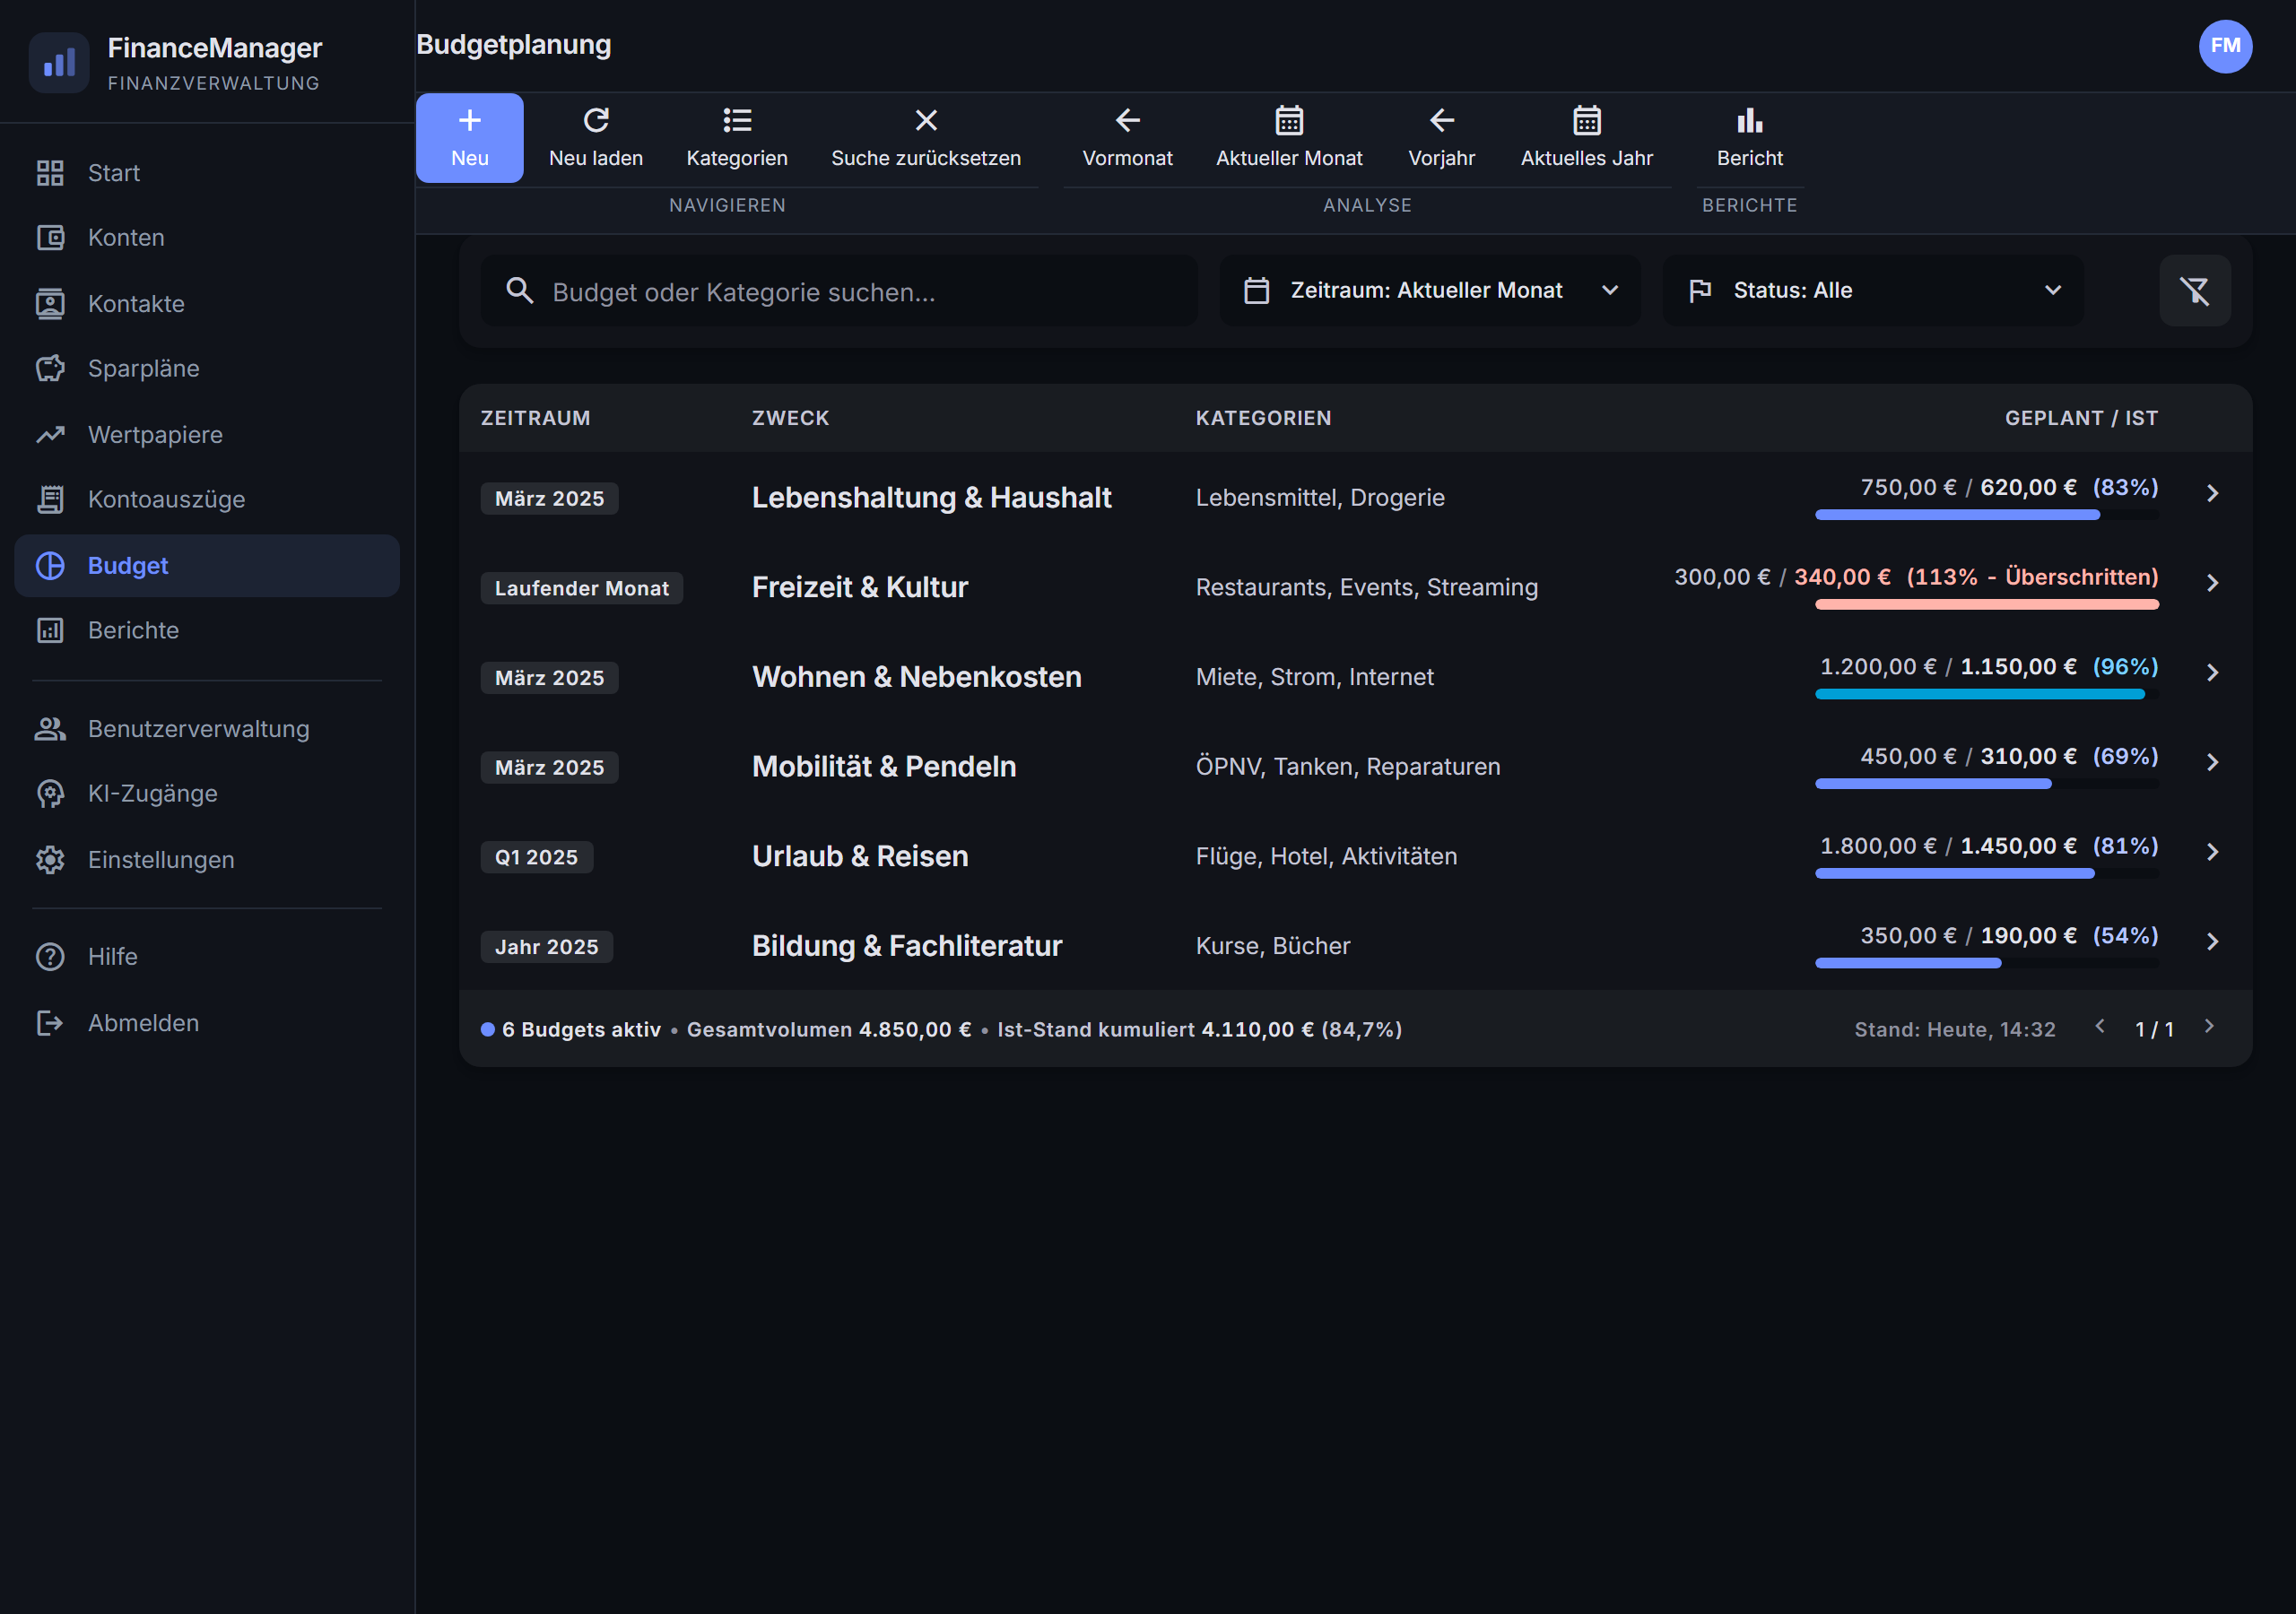 FinanceManager
FINANZVERWALTUNG
Start
Konten
Kontakte
Sparpläne
Wertpapiere
Kontoauszüge
Budget
Berichte
Benutzerverwaltung
KI-Zugänge
Einstellungen
Hilfe
Abmelden
Budgetplanung
FM
Neu
Neu laden
Kategorien
Suche zurücksetzen
NAVIGIEREN
Vormonat
Aktueller Monat
Vorjahr
Aktuelles Jahr
ANALYSE
Bericht
BERICHTE
Budget oder Kategorie suchen...
Zeitraum: Aktueller Monat
Status: Alle
ZEITRAUM ZWECK KATEGORIEN GEPLANT / IST
März 2025 Lebenshaltung & Haushalt Lebensmittel, Drogerie 750,00 € / 620,00 € (83%)
Laufender Monat Freizeit & Kultur Restaurants, Events, Streaming 300,00 € / 340,00 € (113% - Überschritten)
März 2025 Wohnen & Nebenkosten Miete, Strom, Internet 1.200,00 € / 1.150,00 € (96%)
März 2025 Mobilität & Pendeln ÖPNV, Tanken, Reparaturen 450,00 € / 310,00 € (69%)
Q1 2025 Urlaub & Reisen Flüge, Hotel, Aktivitäten 1.800,00 € / 1.450,00 € (81%)
Jahr 2025 Bildung & Fachliteratur Kurse, Bücher 350,00 € / 190,00 € (54%)
6 Budgets aktiv • Gesamtvolumen 4.850,00 € • Ist-Stand kumuliert 4.110,00 € (84,7%)
Stand: Heute, 14:32 1 / 1